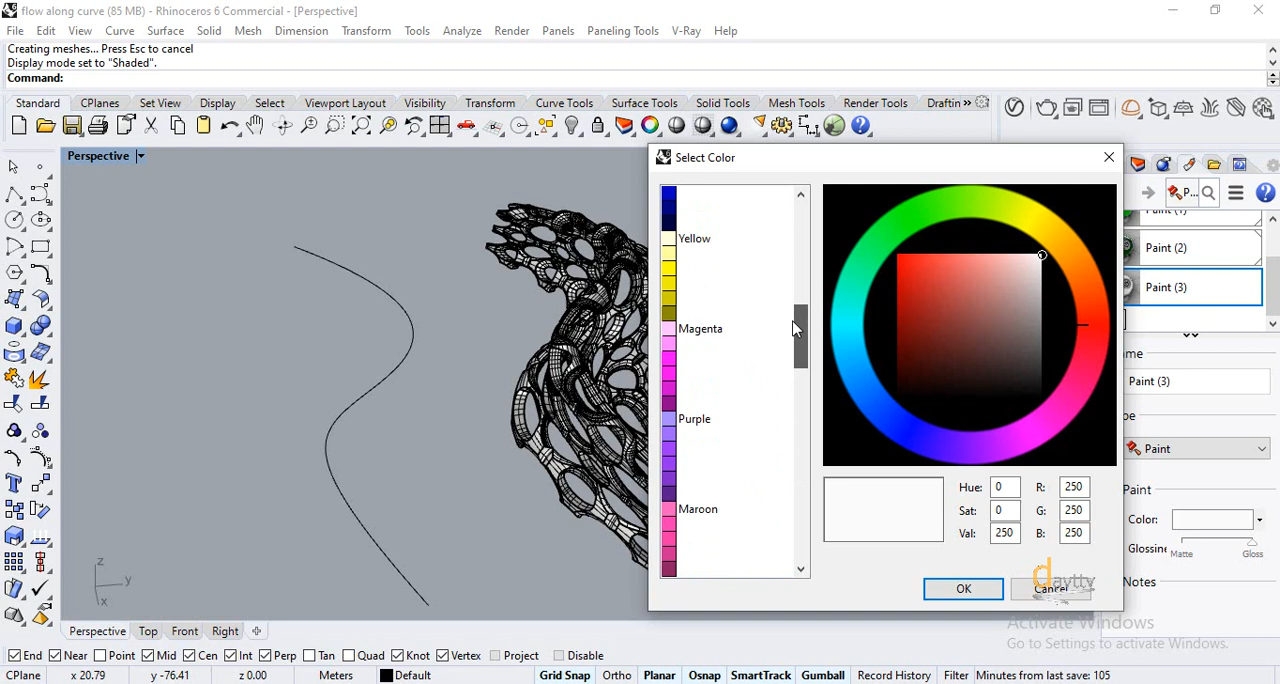 flow along curve (85 MB) - Rhinoceros 6 Commercial - [Perspective]
File Edit View Curve Surface Solid Mesh Dimension Transform Tools Analyze Render Panels Paneling Tools V-Ray Help
Creating meshes... Press Esc to cancel
Display mode set to "Shaded".
Command:
Standard CPlanes Set View Display Select Viewport Layout Visibility Transform Curve Tools Surface Tools Solid Tools Mesh Tools Render Tools Draftin »
Perspective
Select Color
P...
Paint (1)
Paint (2)
Paint (3)
Yellow
Magenta
Purple
Maroon
ame
Paint (3)
pe
Paint
Paint
Hue: 0 R: 250
Sat: 0 G: 250
Val: 250 B: 250
Color:
Glossine Matte Gloss
OK Cancel
daytty
Notes
Activate Windows
Go to Settings to activate Windows.
z
y
x
Perspective Top Front Right
End Near Point Mid Cen Int Perp Tan Quad Knot Vertex Project Disable
CPlane x 20.79 y -76.41 z 0.00 Meters Default Grid Snap Ortho Planar Osnap SmartTrack Gumball Record History Filter Minutes from last save: 105